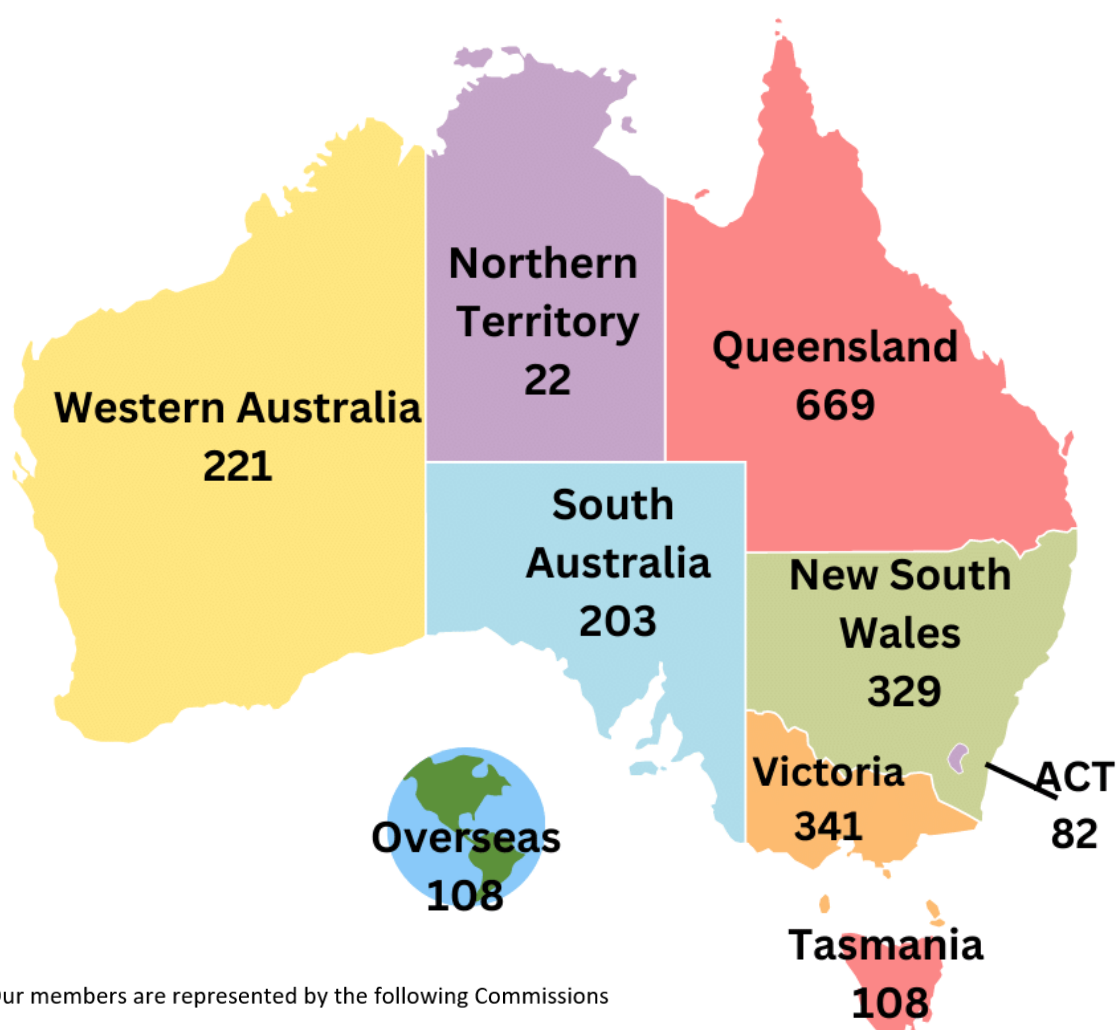 Northern
Territory
22
Queensland
669
Western Australia
221
South
Australia
203
New South
Wales
329
Victoria
341
ACT
82
Overseas
108
Tasmania
108
ur members are represented by the following Commissions